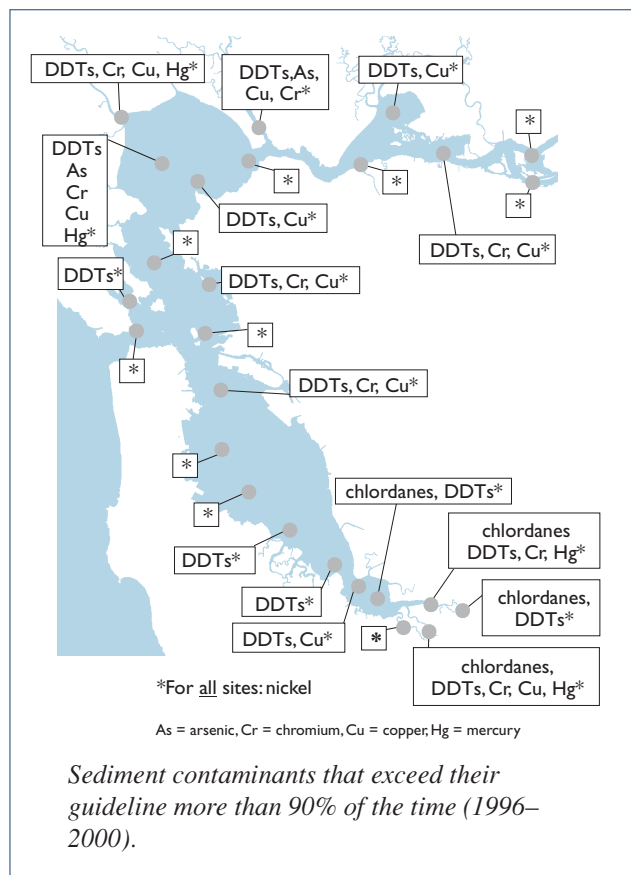 DDTs, Cr, Cu, Hg*
DDTs,As,
Cu, Cr*
DDTs,Cu*
*
DDTs
As
Cr
Cu
Hg*
*
*
*
DDTs,Cu*
*
DDTs, Cr, Cu*
DDTs*
DDTs, Cr, Cu*
*
*
DDTs, Cr, Cu*
*
chlordanes, DDTs*
*
chlordanes
DDTs, Cr, Hg*
DDTs*
DDTs*
chlordanes,
DDTs*
DDTs, Cu*
*
chlordanes,
DDTs, Cr, Cu, Hg*
*For all sites: nickel
As = arsenic, Cr = chromium, Cu = copper, Hg = mercury
Sediment contaminants that exceed their
guideline more than 90% of the time (1996–
2000).